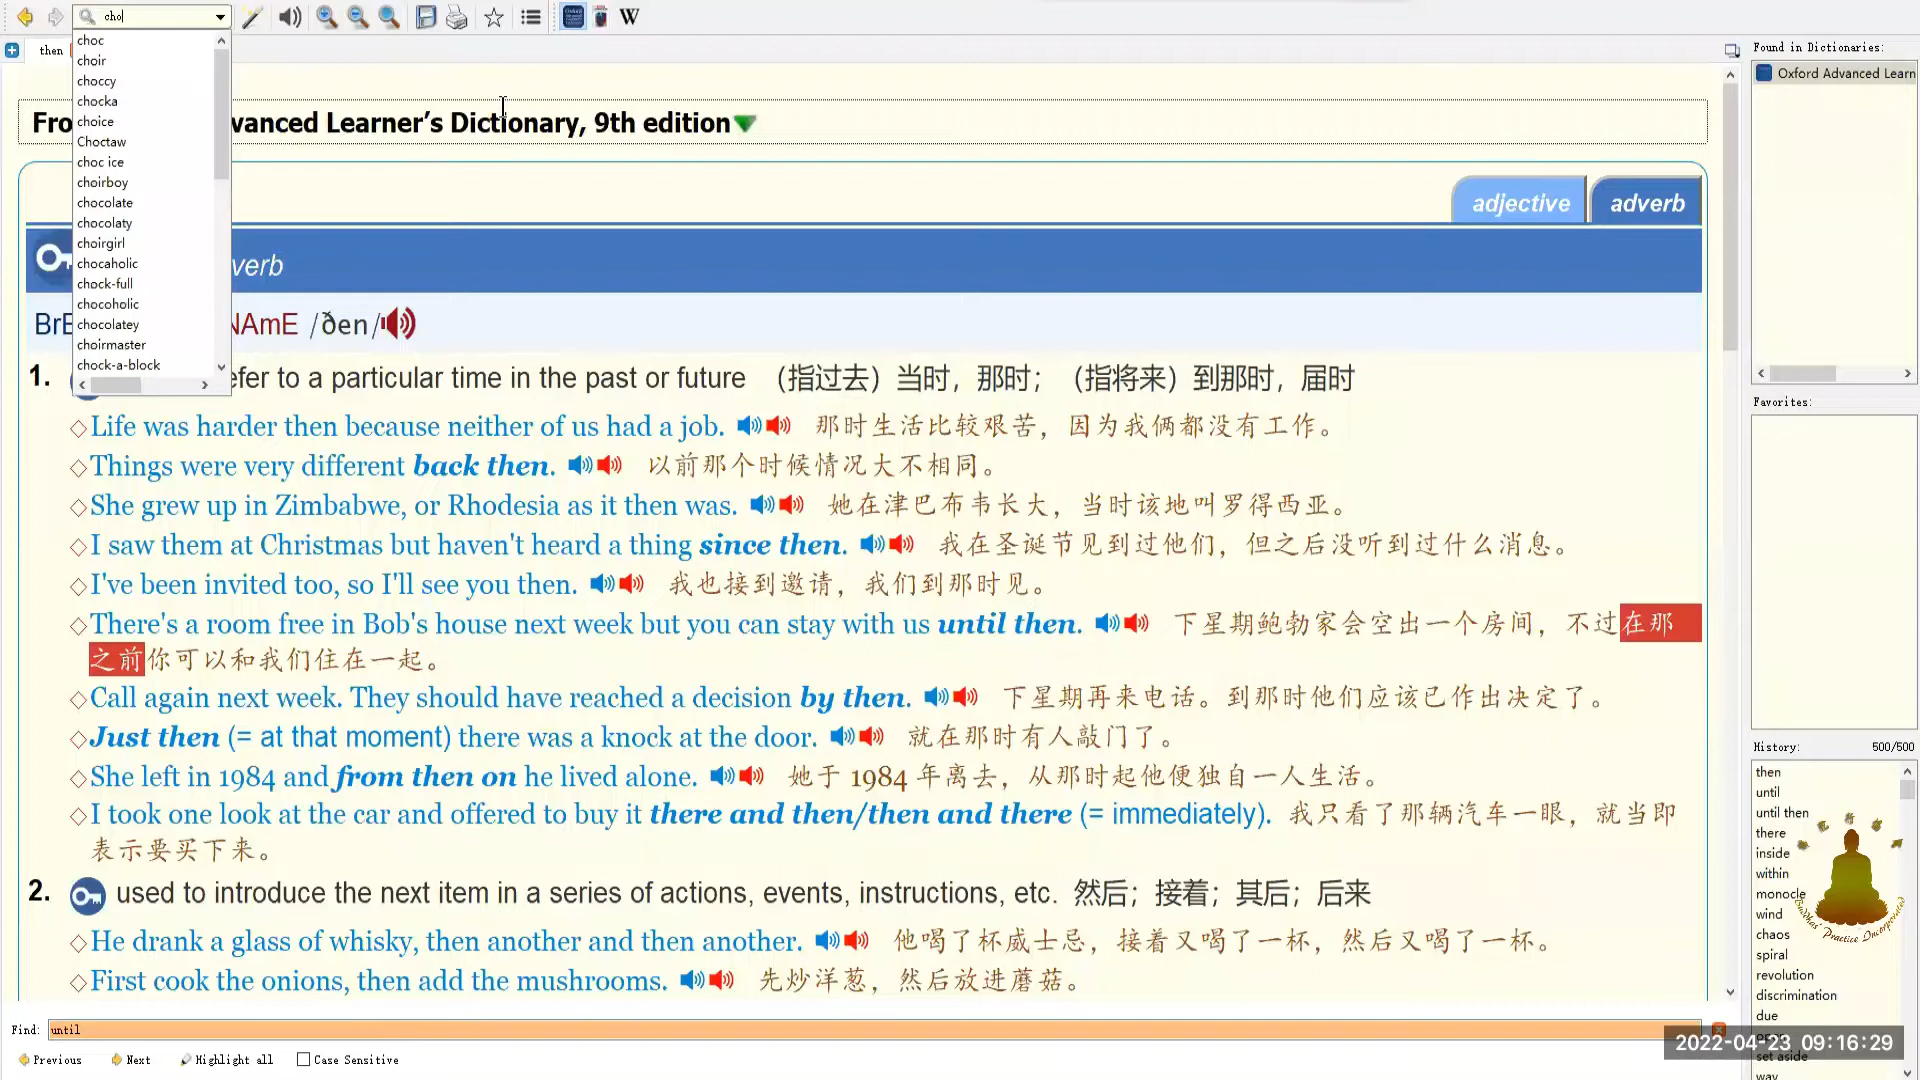 cho
then
choc
choir
choccy
chocka
choice
Choctaw
choc ice
choirboy
chocolate
chocolaty
choirgirl
chocaholic
chock-full
chocoholic
chocolatey
choirmaster
chock-a-block
Fro vanced Learner's Dictionary, 9th edition
adjective adverb
verb
BrE NAmE /ðen/
1. efer to a particular time in the past or future （指过去）当时，那时；（指将来）到那时，届时
◇Life was harder then because neither of us had a job. 那时生活比较艰苦，因为我俩都没有工作。
◇Things were very different back then. 以前那个时候情况大不相同。
◇She grew up in Zimbabwe, or Rhodesia as it then was. 她在津巴布韦长大，当时该地叫罗得西亚。
◇I saw them at Christmas but haven't heard a thing since then. 我在圣诞节见到过他们，但之后没听到过什么消息。
◇I've been invited too, so I'll see you then. 我也接到邀请，我们到那时见。
◇There's a room free in Bob's house next week but you can stay with us until then. 下星期鲍勃家会空出一个房间，不过在那
之前你可以和我们住在一起。
◇Call again next week. They should have reached a decision by then. 下星期再来电话。到那时他们应该已作出决定了。
◇Just then (= at that moment) there was a knock at the door. 就在那时有人敲门了。
◇She left in 1984 and from then on he lived alone. 她于 1984 年离去，从那时起他便独自一人生活。
◇I took one look at the car and offered to buy it there and then/then and there (= immediately). 我只看了那辆汽车一眼，就当即
表示要买下来。
2. used to introduce the next item in a series of actions, events, instructions, etc. 然后；接着；其后；后来
◇He drank a glass of whisky, then another and then another. 他喝了杯威士忌，接着又喝了一杯，然后又喝了一杯。
◇First cook the onions, then add the mushrooms. 先炒洋葱，然后放进蘑菇。
Find: until
Previous Next Highlight all Case Sensitive
Found in Dictionaries:
Oxford Advanced Learn
Favorites:
History: 500/500
then
until
until then
there
inside
within
monocle
wind
chaos
spiral
revolution
discrimination
due
set aside
way
Buddhas' Practice Incorporated
2022-04-23 09:16:29
W